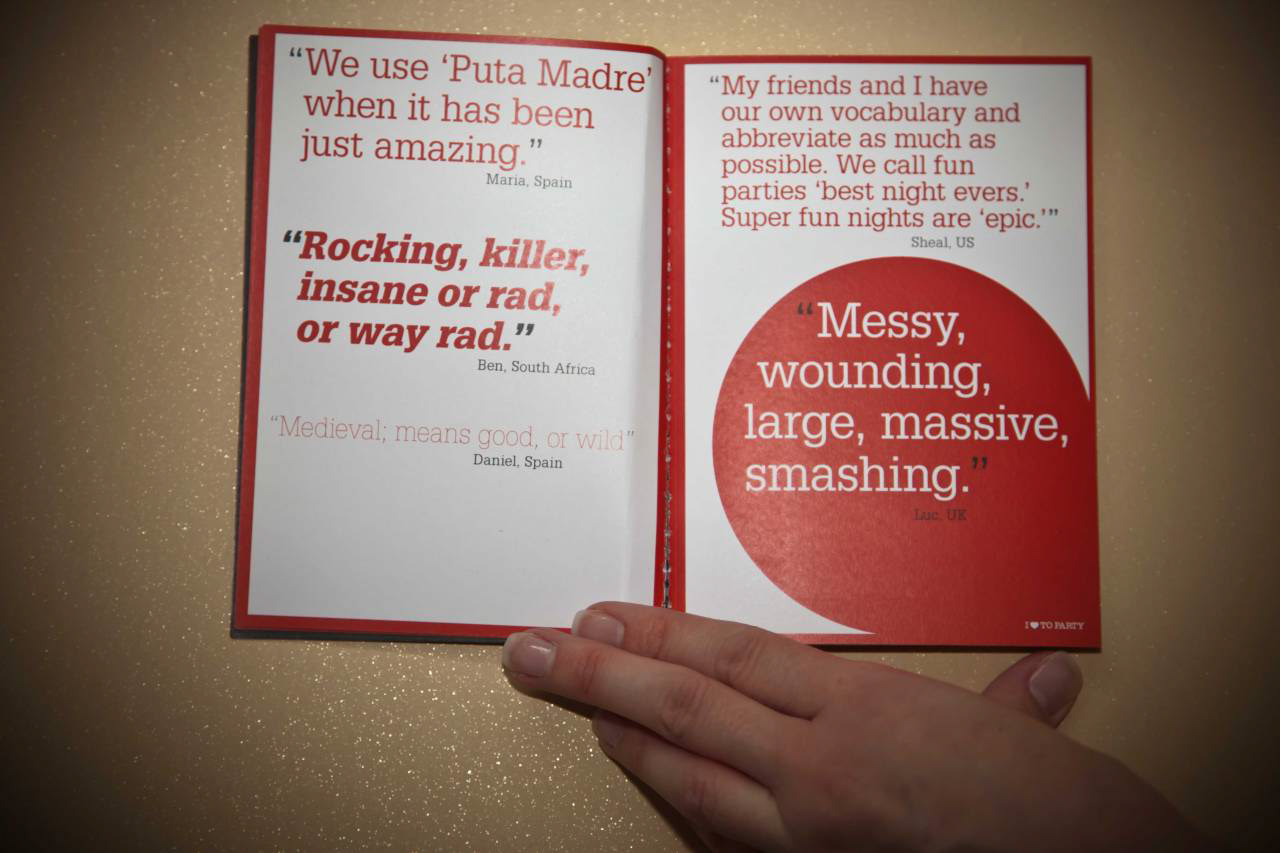 “We use ‘Puta Madre’
when it has been
just amazing.”
Maria, Spain
“Rocking, killer,
insane or rad,
or way rad.”
Ben, South Africa
“Medieval; means good, or wild”
Daniel, Spain
“My friends and I have
our own vocabulary and
abbreviate as much as
possible. We call fun
parties ‘best night evers.’
Super fun nights are ‘epic.’”
Sheal, US
“Messy,
wounding,
large, massive,
smashing.”
Luc, UK
I ♥ TO PARTY